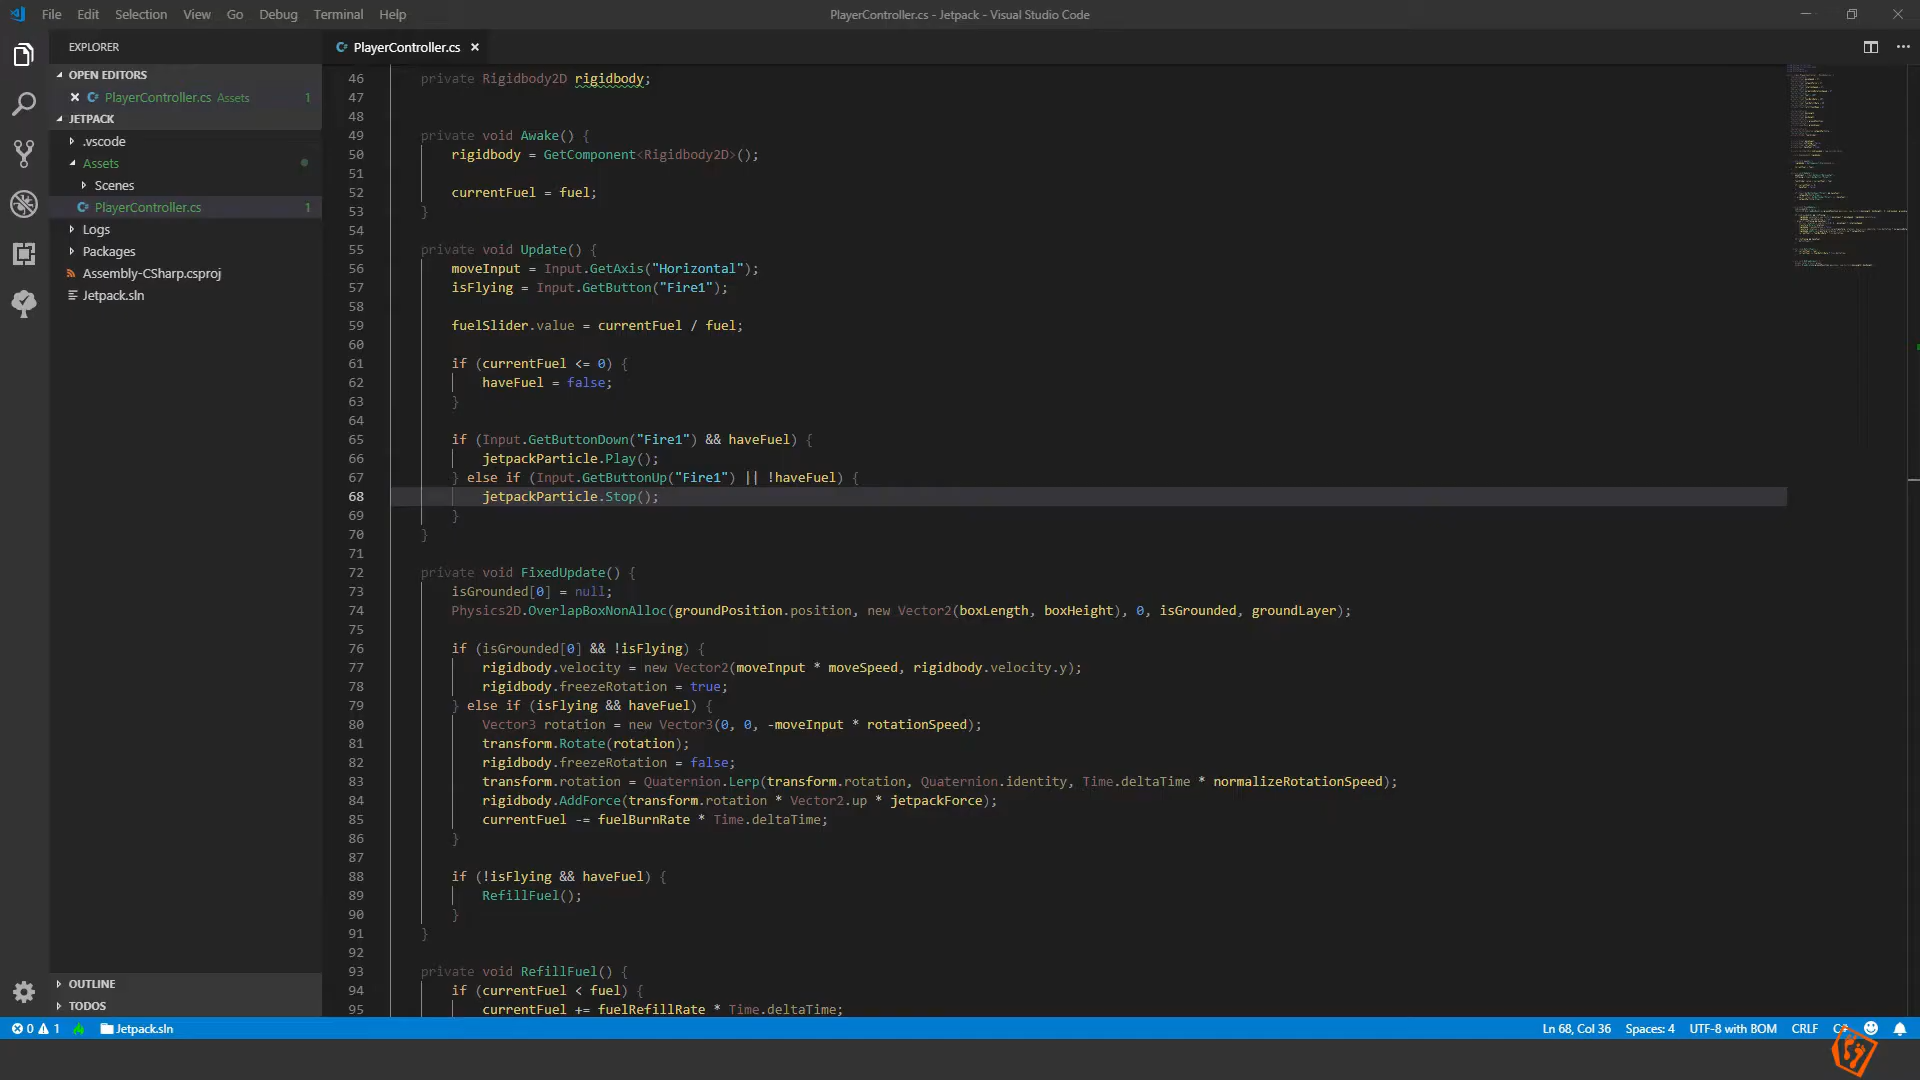 File Edit Selection View Go Debug Terminal Help
PlayerController.cs - Jetpack - Visual Studio Code
EXPLORER
OPEN EDITORS
PlayerController.cs Assets 1
JETPACK
.vscode
Assets
Scenes
PlayerController.cs 1
Logs
Packages
Assembly-CSharp.csproj
Jetpack.sln
OUTLINE
TODOS
PlayerController.cs
46 private Rigidbody2D rigidbody;
47
48
49 private void Awake() {
50 rigidbody = GetComponent<Rigidbody2D>();
51
52 currentFuel = fuel;
53 }
54
55 private void Update() {
56 moveInput = Input.GetAxis("Horizontal");
57 isFlying = Input.GetButton("Fire1");
58
59 fuelSlider.value = currentFuel / fuel;
60
61 if (currentFuel <= 0) {
62 haveFuel = false;
63 }
64
65 if (Input.GetButtonDown("Fire1") && haveFuel) {
66 jetpackParticle.Play();
67 } else if (Input.GetButtonUp("Fire1") || !haveFuel) {
68 jetpackParticle.Stop();
69 }
70 }
71
72 private void FixedUpdate() {
73 isGrounded[0] = null;
74 Physics2D.OverlapBoxNonAlloc(groundPosition.position, new Vector2(boxLength, boxHeight), 0, isGrounded, groundLayer);
75
76 if (isGrounded[0] && !isFlying) {
77 rigidbody.velocity = new Vector2(moveInput * moveSpeed, rigidbody.velocity.y);
78 rigidbody.freezeRotation = true;
79 } else if (isFlying && haveFuel) {
80 Vector3 rotation = new Vector3(0, 0, -moveInput * rotationSpeed);
81 transform.Rotate(rotation);
82 rigidbody.freezeRotation = false;
83 transform.rotation = Quaternion.Lerp(transform.rotation, Quaternion.identity, Time.deltaTime * normalizeRotationSpeed);
84 rigidbody.AddForce(transform.rotation * Vector2.up * jetpackForce);
85 currentFuel -= fuelBurnRate * Time.deltaTime;
86 }
87
88 if (!isFlying && haveFuel) {
89 RefillFuel();
90 }
91 }
92
93 private void RefillFuel() {
94 if (currentFuel < fuel) {
95 currentFuel += fuelRefillRate * Time.deltaTime;
0 1 Jetpack.sln
Ln 68, Col 36 Spaces: 4 UTF-8 with BOM CRLF